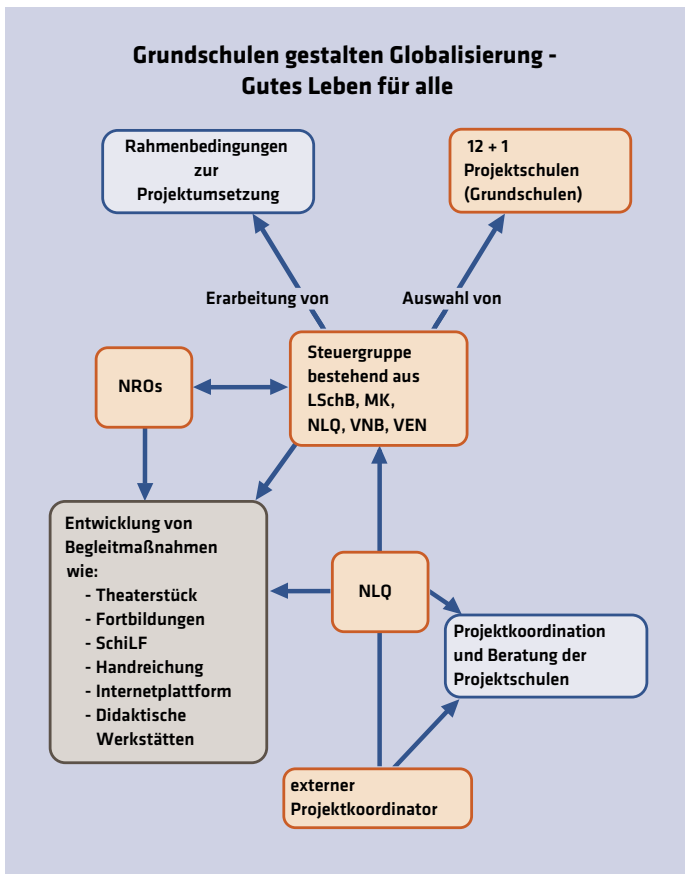 Grundschulen gestalten Globalisierung -
Gutes Leben für alle
Rahmenbedingungen
zur
Projektumsetzung
12 + 1
Projektschulen
(Grundschulen)
Erarbeitung von
Auswahl von
Steuergruppe
bestehend aus
LSchB, MK,
NLQ, VNB, VEN
NROs
Entwicklung von
Begleitmaßnahmen
wie:
- Theaterstück
- Fortbildungen
- SchiLF
- Handreichung
- Internetplattform
- Didaktische
Werkstätten
NLQ
Projektkoordination
und Beratung der
Projektschulen
externer
Projektkoordinator